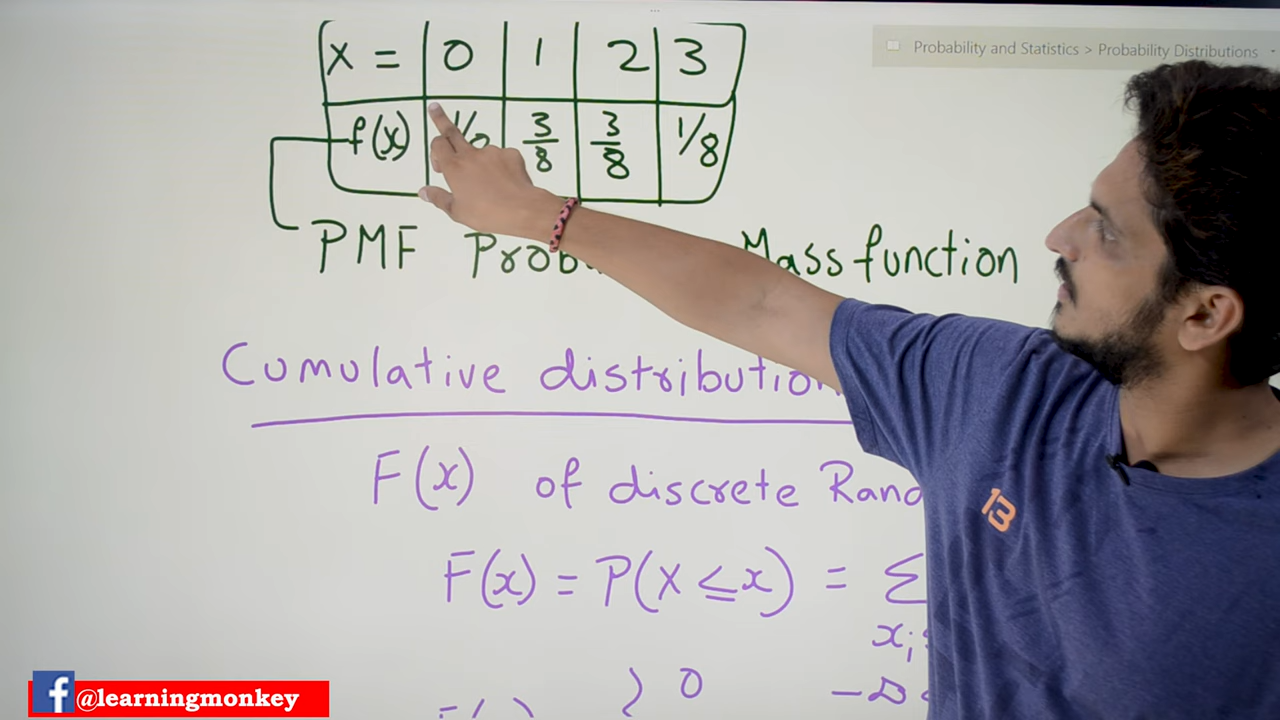 Probability and Statistics > Probability Distributions
x = 0 1 2 3
f(x) 3/8 3/8 1/8
PMF Mass function
Cumulative distribution
F(x) of discrete
F(x) = P(X ≤ x) = Σ
0
13
@learningmonkey